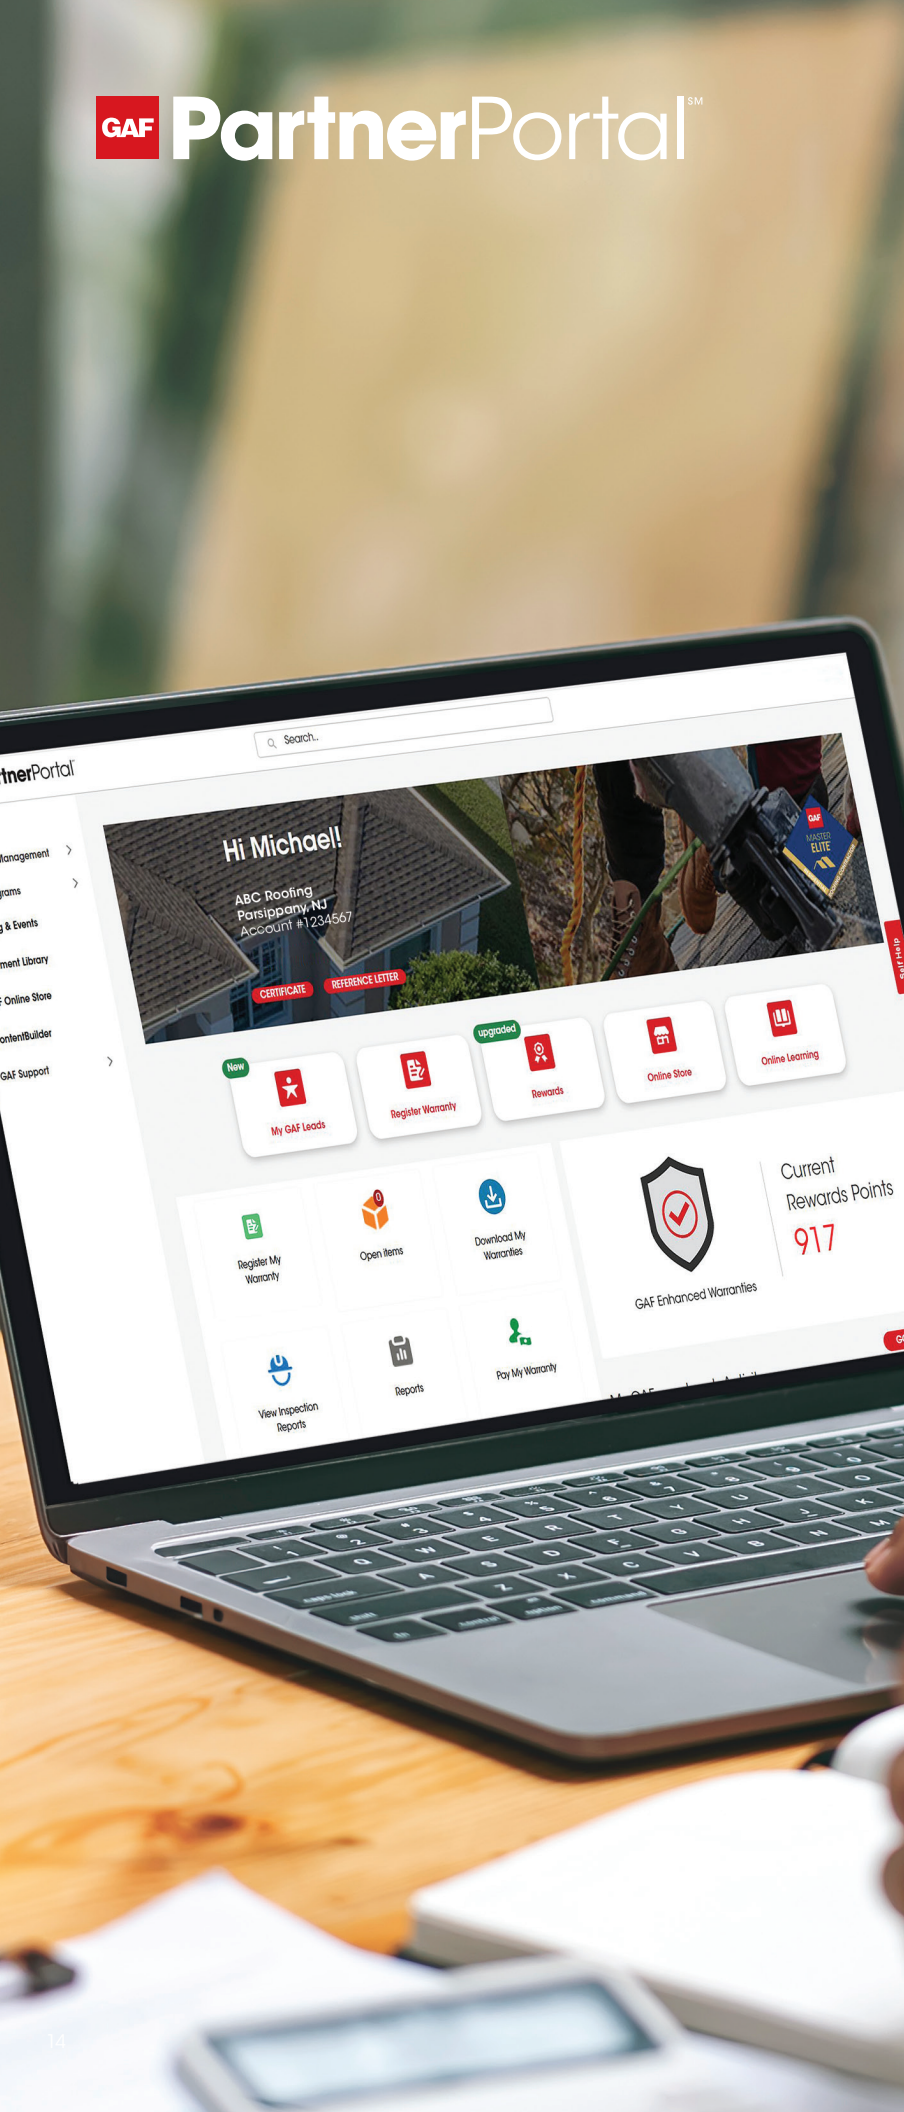 GAF PartnerPortal℠
tnerPortal
Search..
anagement
rams
g & Events
ment Library
Online Store
ontentBuilder
GAF Support
Hi Michael!
ABC Roofing
Parsippany, NJ
Account #1234567
CERTIFICATE
REFERENCE LETTER
GAF
MASTER
ELITE
Self Help
New
My GAF Leads
Register Warranty
upgraded
Rewards
Online Store
Online Learning
Register My
Warranty
0
Open items
Download My
Warranties
View Inspection
Reports
Reports
Pay My Warranty
GAF Enhanced Warranties
Current
Rewards Points
917
14